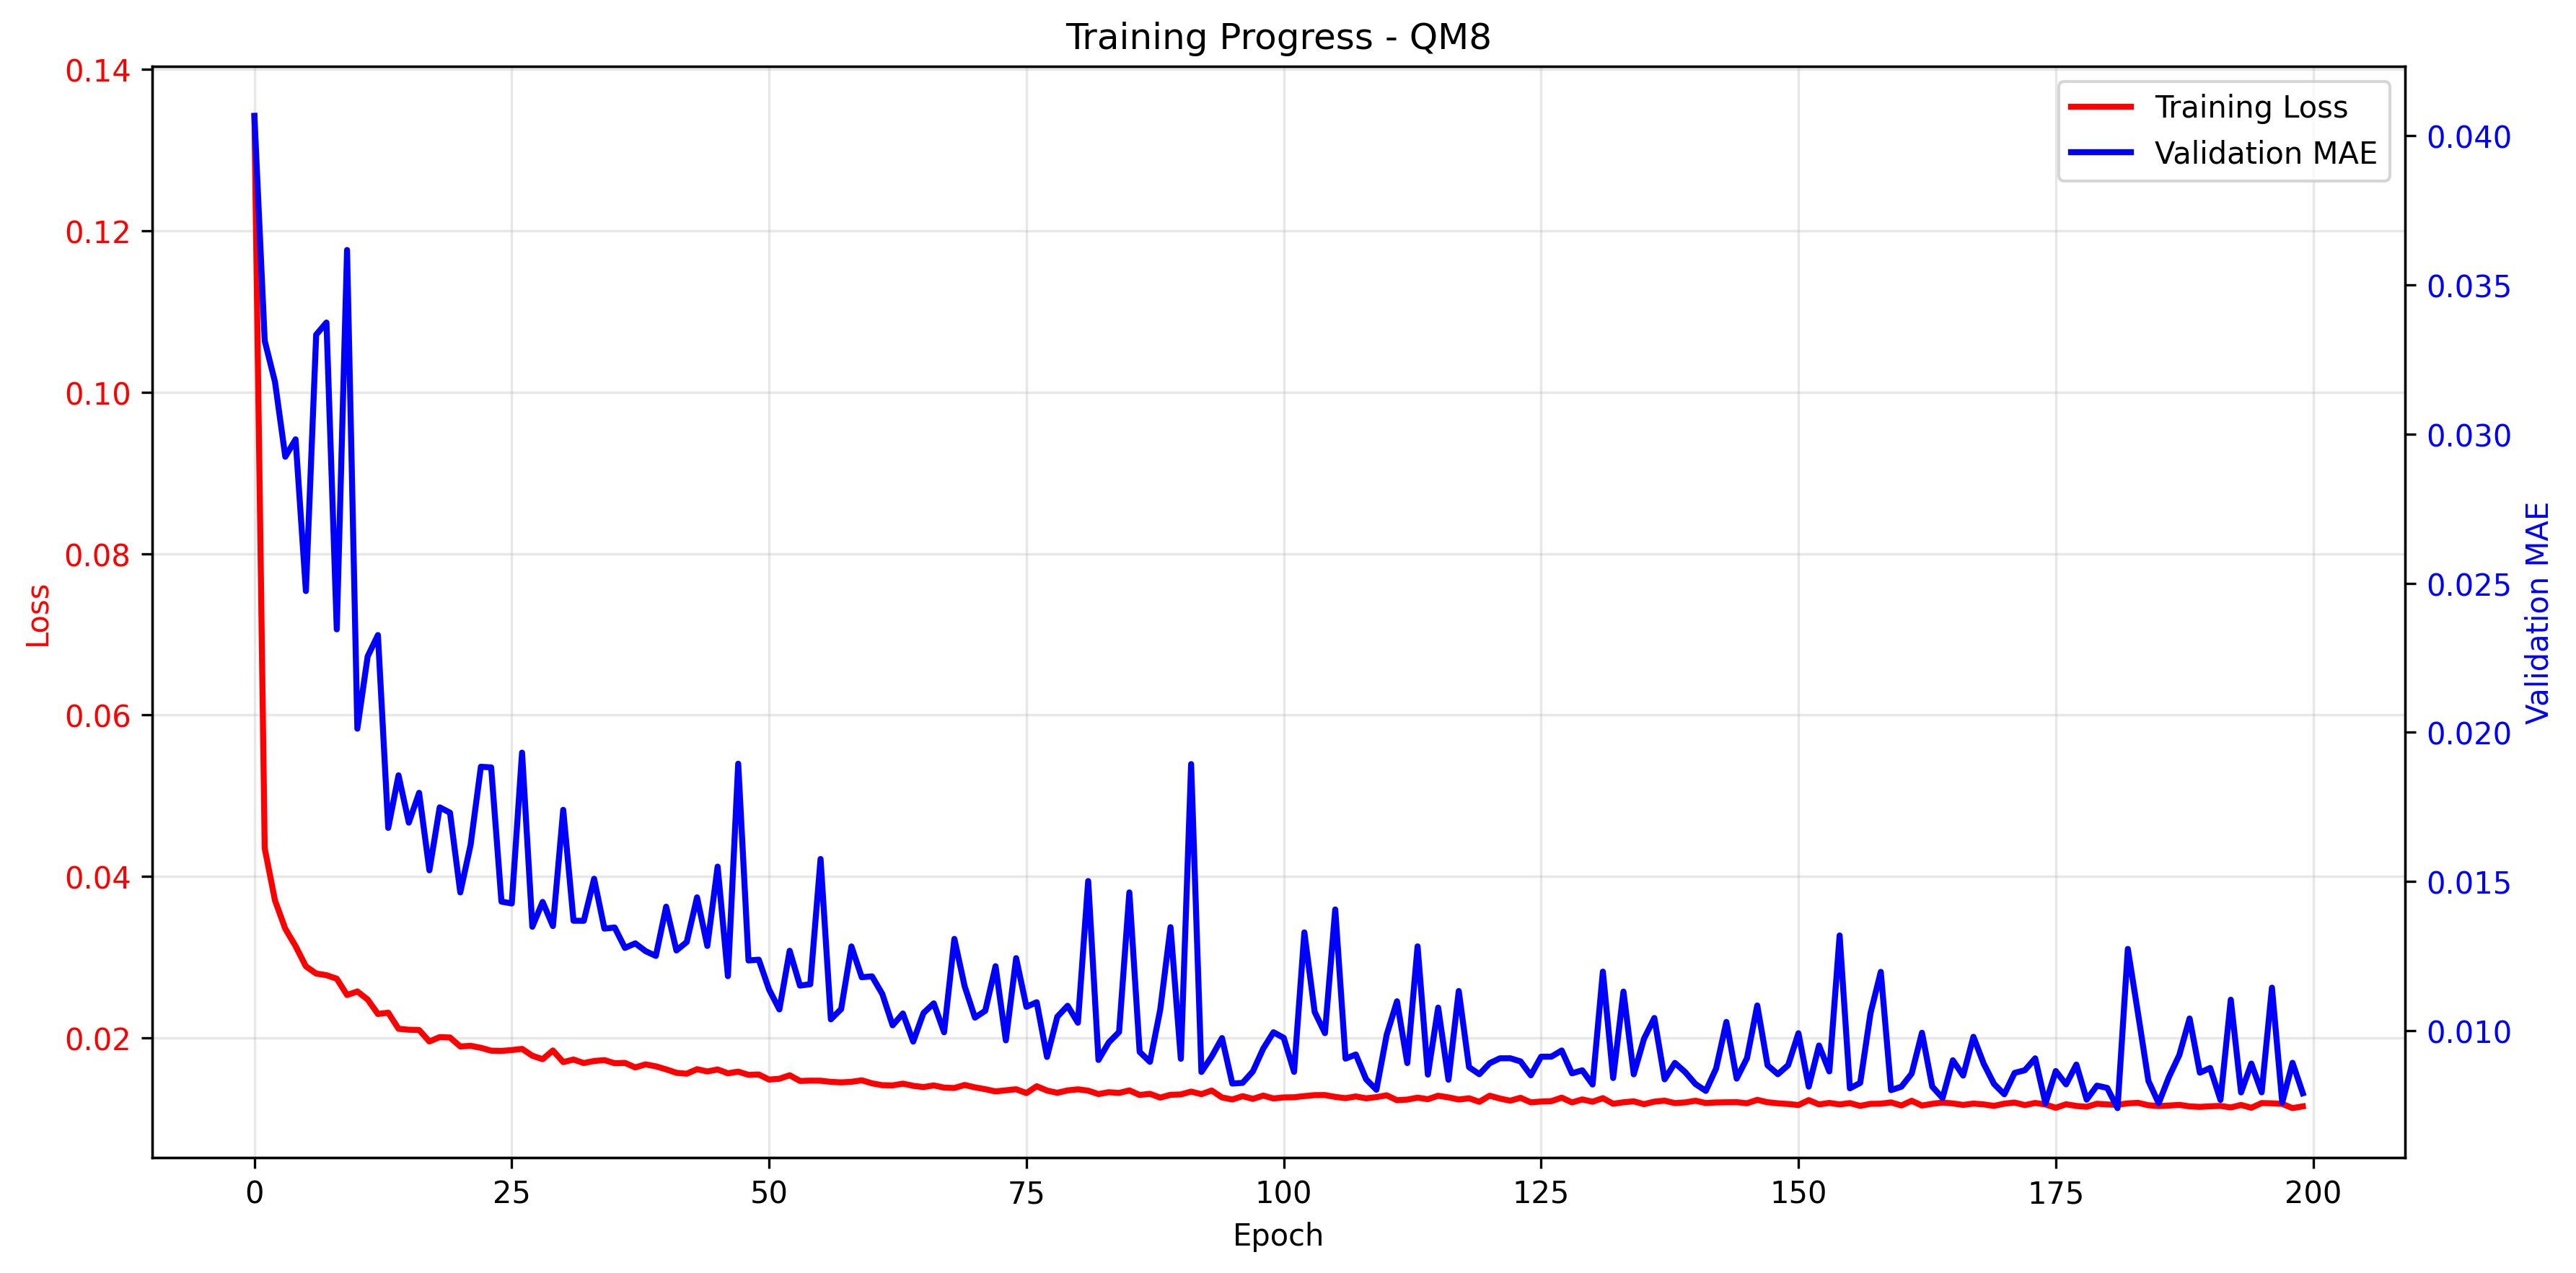 Training Progress - QM8
Training Loss
Validation MAE
0.14
0.12
0.10
0.08
0.06
0.04
0.02
Loss
0.040
0.035
0.030
0.025
0.020
0.015
0.010
Validation MAE
0 25 50 75 100 125 150 175 200
Epoch